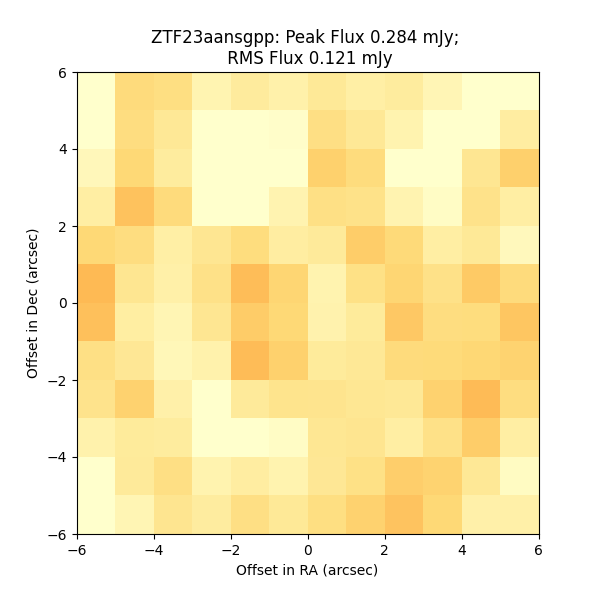 ZTF23aansgpp: Peak Flux 0.284 mJy;
RMS Flux 0.121 mJy
6
4
2
0
−2
−4
−6
Offset in Dec (arcsec)
−6 −4 −2 0 2 4 6
Offset in RA (arcsec)